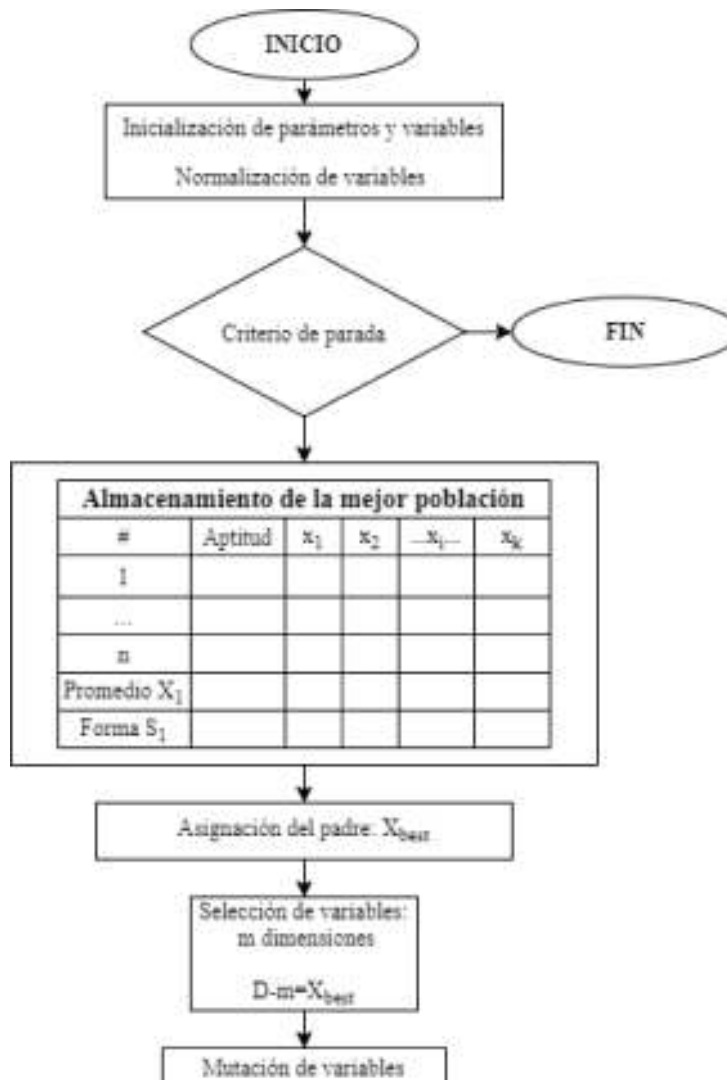 INICIO
Inicialización de parámetros y variables
Normalización de variables
Criterio de parada
FIN
Almacenamiento de la mejor población
# Aptitud x1 x2 ...xi... xk
1
...
n
Promedio X1
Forma S1
Asignación del padre: Xbest
Selección de variables:
m dimensiones
D-m=Xbest
Mutación de variables